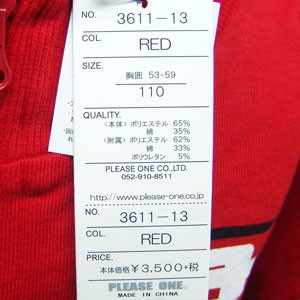 NO. 3611-13
COL. RED
SIZE. 胸囲 53-59
110
QUALITY.
〈本体〉ポリエステル 65%
綿 35%
〈附属〉ポリエステル 62%
綿 33%
ポリウレタン 5%
PLEASE ONE CO.,LTD.
052-910-8511
http://www.please-one.co.jp
NO. 3611-13
COL. RED
PRICE.
本体価格 ¥3,500+税
PLEASE ONE.
MADE IN CHINA